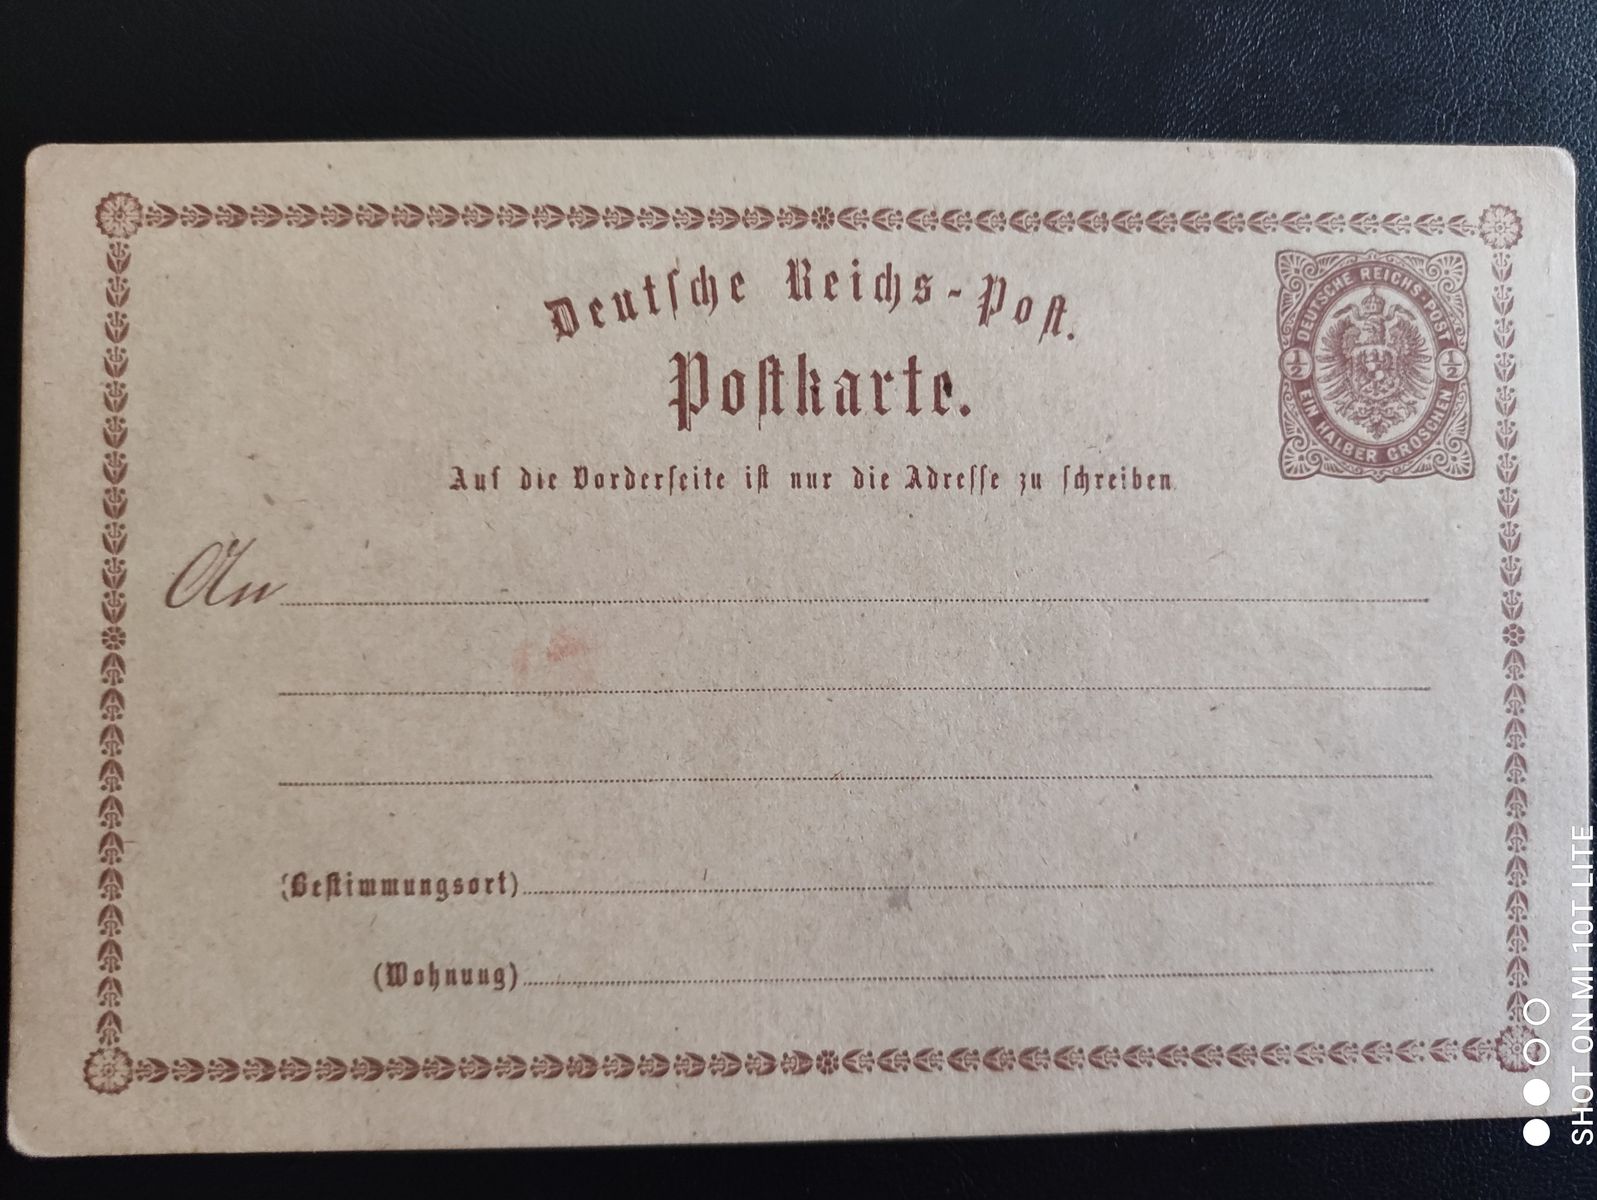 Deutsche Reichs-Post.
DEUTSCHE REICHS-POST
1/2 1/2
EIN HALBER GROSCHEN
Postkarte.
Auf die Vorderseite ist nur die Adresse zu schreiben
An
(Bestimmungsort)
(Wohnung)
SHOT ON MI 10T LITE